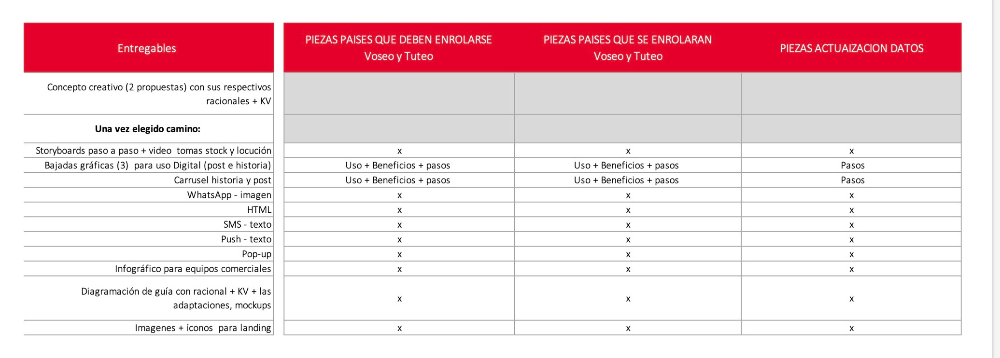 Entregables
PIEZAS PAISES QUE DEBEN ENROLARSE
Voseo y Tuteo
PIEZAS PAISES QUE SE ENROLARAN
Voseo y Tuteo
PIEZAS ACTUAIZACION DATOS
Concepto creativo (2 propuestas) con sus respectivos
racionales + KV
Una vez elegido camino:
Storyboards paso a paso + video  tomas stock y locución
x
x
x
Bajadas gráficas (3)  para uso Digital (post e historia)
Uso + Beneficios + pasos
Uso + Beneficios + pasos
Pasos
Carrusel historia y post
Uso + Beneficios + pasos
Uso + Beneficios + pasos
Pasos
WhatsApp - imagen
x
x
x
HTML
x
x
x
SMS - texto
x
x
x
Push - texto
x
x
x
Pop-up
x
x
x
Infográfico para equipos comerciales
x
x
x
Diagramación de guía con racional + KV + las
adaptaciones, mockups
x
x
x
Imagenes + íconos  para landing
x
x
x